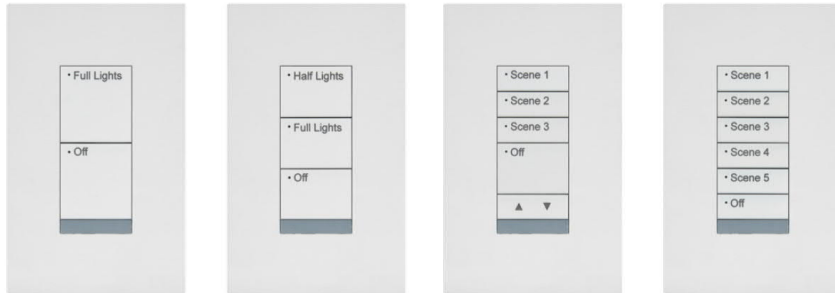 • Full Lights
• Off
• Half Lights
• Full Lights
• Off
• Scene 1
• Scene 2
• Scene 3
• Off
▲ ▼
• Scene 1
• Scene 2
• Scene 3
• Scene 4
• Scene 5
• Off